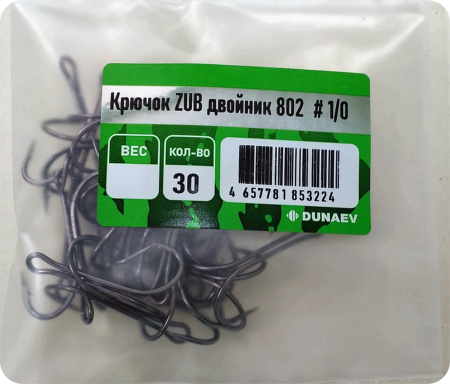 Крючок ZUB двойник 802 # 1/0
ВЕС
КОЛ-ВО
30
4 657781 853224
DUNAEV